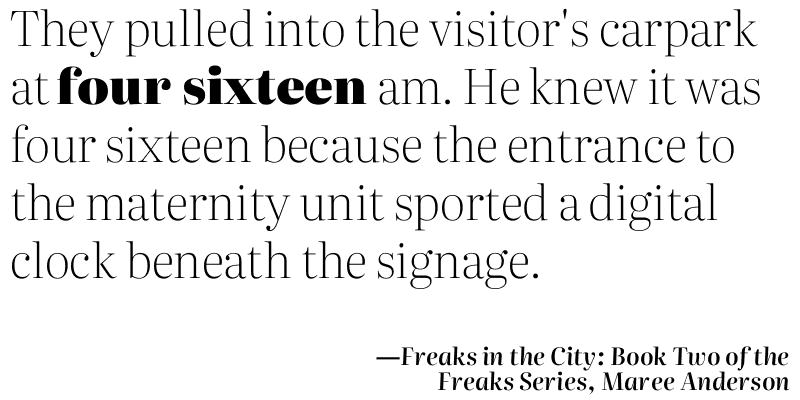 They pulled into the visitor's carpark
at four sixteen am. He knew it was
four sixteen because the entrance to
the maternity unit sported a digital
clock beneath the signage.
—Freaks in the City: Book Two of the
Freaks Series, Maree Anderson